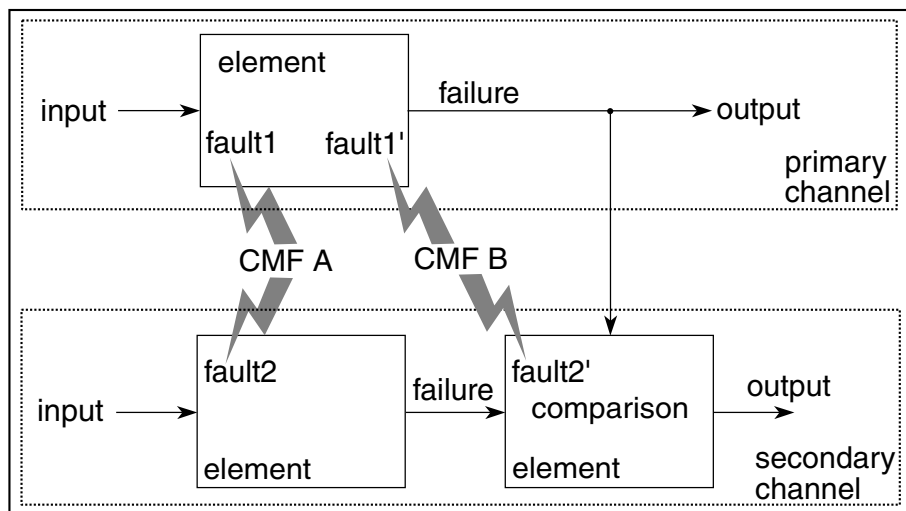 element
failure
input
output
fault1
fault1'
primary
channel
CMF A
CMF B
fault2
fault2'
failure
output
input
comparison
element
element
secondary
channel